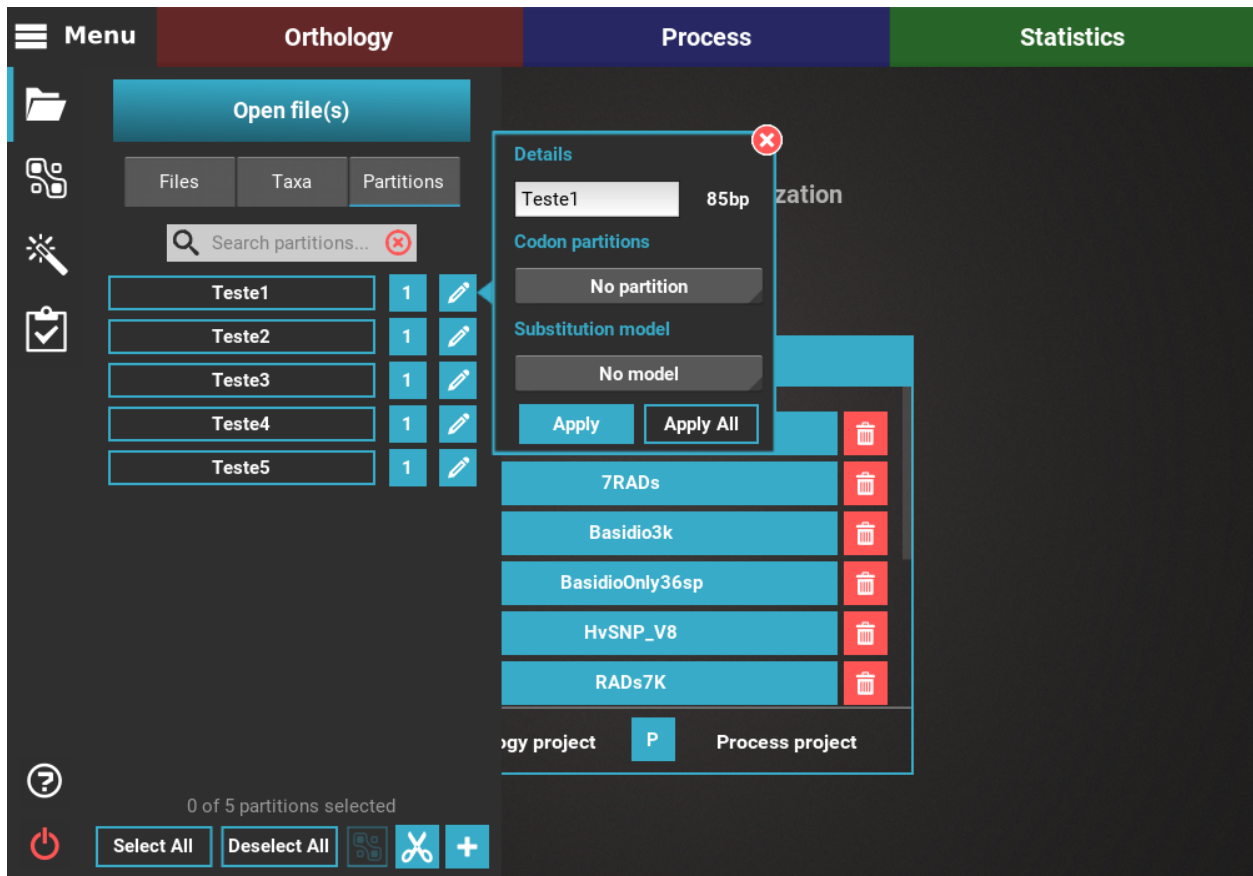 Menu
Orthology
Process
Statistics
Open file(s)
Files
Taxa
Partitions
Search partitions...
Teste1
1
Teste2
1
Teste3
1
Teste4
1
Teste5
1
Details
Teste1
85bp
Codon partitions
No partition
Substitution model
No model
Apply
Apply All
zation
7RADs
Basidio3k
BasidioOnly36sp
HvSNP_V8
RADs7K
ogy project
P
Process project
0 of 5 partitions selected
Select All
Deselect All